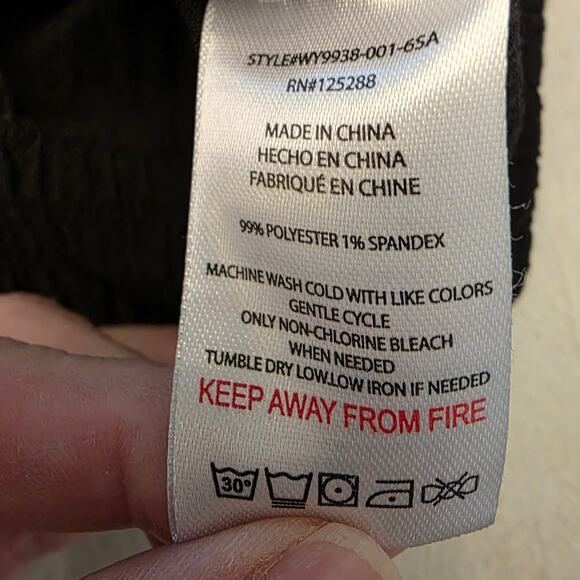 STYLE#WY9938-001-6SA
RN#125288
MADE IN CHINA
HECHO EN CHINA
FABRIQUÉ EN CHINE
99% POLYESTER 1% SPANDEX
MACHINE WASH COLD WITH LIKE COLORS
GENTLE CYCLE
ONLY NON-CHLORINE BLEACH
WHEN NEEDED
TUMBLE DRY LOW.LOW IRON IF NEEDED
KEEP AWAY FROM FIRE
30°